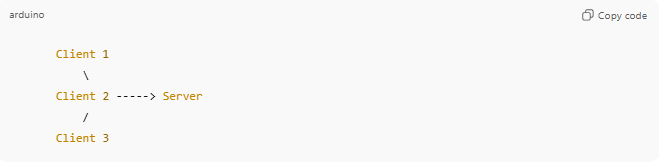 arduino Copy code
Client 1
\
Client 2 -----> Server
/
Client 3